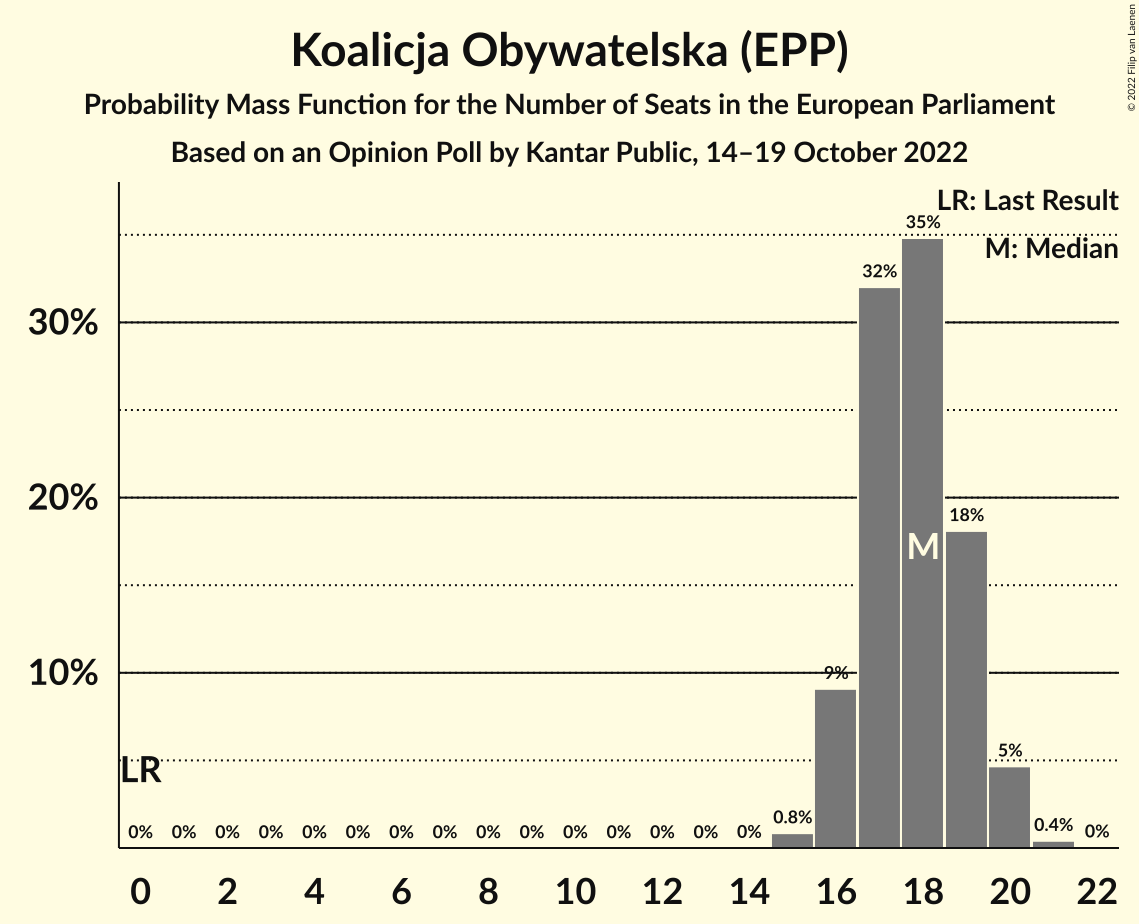 Koalicja Obywatelska (EPP)
Probability Mass Function for the Number of Seats in the European Parliament
Based on an Opinion Poll by Kantar Public, 14–19 October 2022
© 2022 Filip van Laenen
LR: Last Result
M: Median
35%
32%
30%
20%
18%
M
10%
9%
5%
LR
0% 0% 0% 0% 0% 0% 0% 0% 0% 0% 0% 0% 0% 0% 0% 0.8% 0.4% 0%
0 2 4 6 8 10 12 14 16 18 20 22